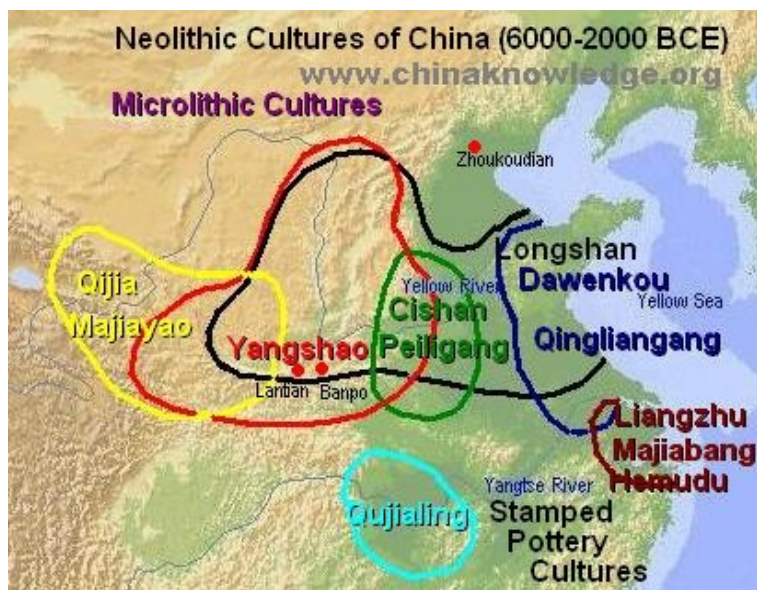 Neolithic Cultures of China (6000-2000 BCE)
www.chinaknowledge.org
Microlithic Cultures
Zhoukoudian
Longshan
Qijia
Yellow River
Dawenkou
Cishan
Yellow Sea
Majiayao
Yangshao
Peiligang
Qingliangang
Lantian
Banpo
Liangzhu
Majiabang
Hemudu
Yangtse River
Qujialing
Stamped
Pottery
Cultures